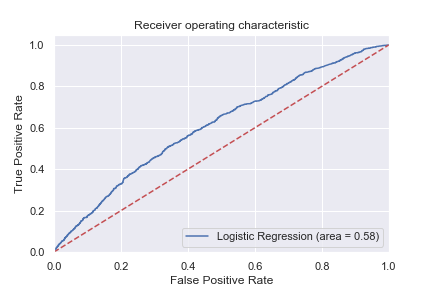 Receiver operating characteristic
True Positive Rate
1.0
0.8
0.6
0.4
0.2
0.0
Logistic Regression (area = 0.58)
0.0 0.2 0.4 0.6 0.8 1.0
False Positive Rate